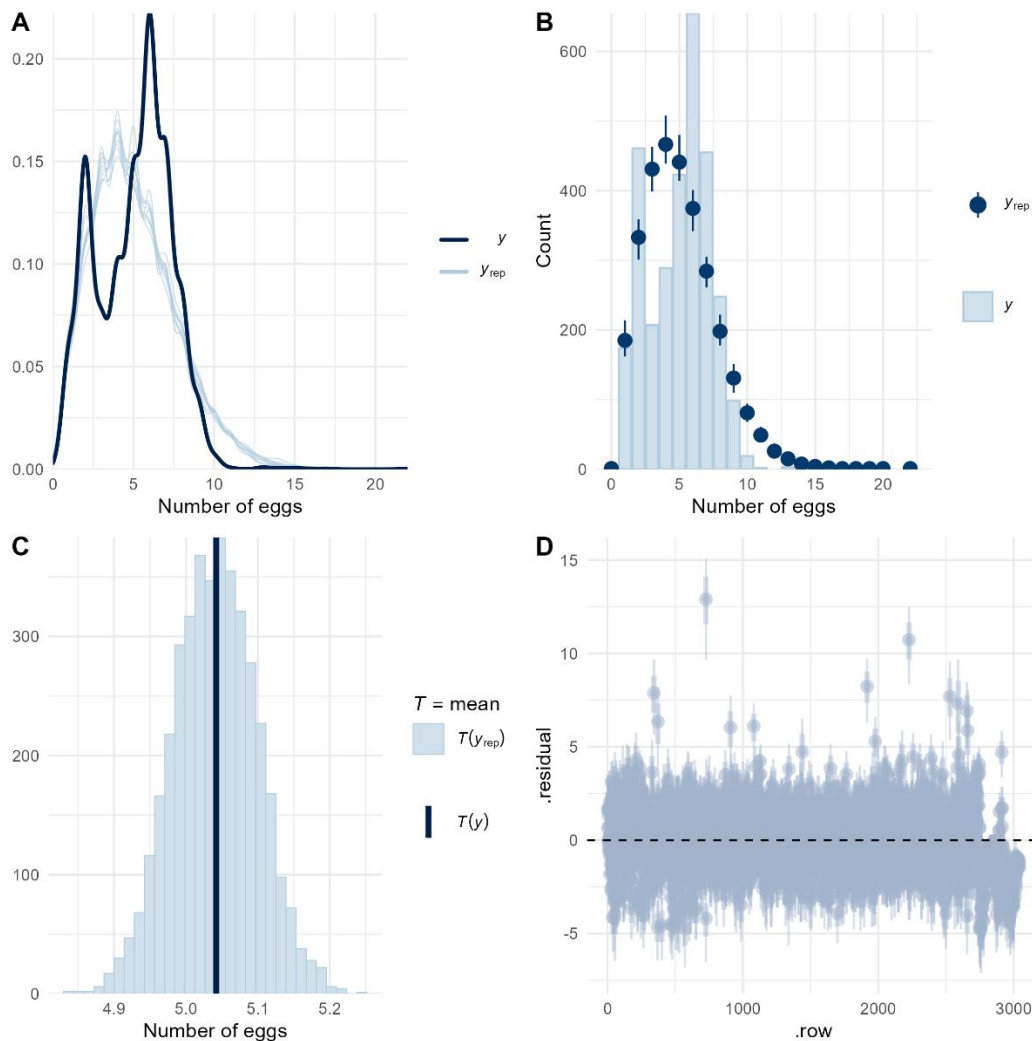 A
0.20
0.15
0.10
0.05
0.00
0 5 10 15 20
Number of eggs
y
yrep
B
600
400
200
0
Count
0 5 10 15 20
Number of eggs
yrep
y
C
300
200
100
0
4.9 5.0 5.1 5.2
Number of eggs
T = mean
T(yrep)
T(y)
D
15
10
5
0
-5
.residual
0 1000 2000 3000
.row